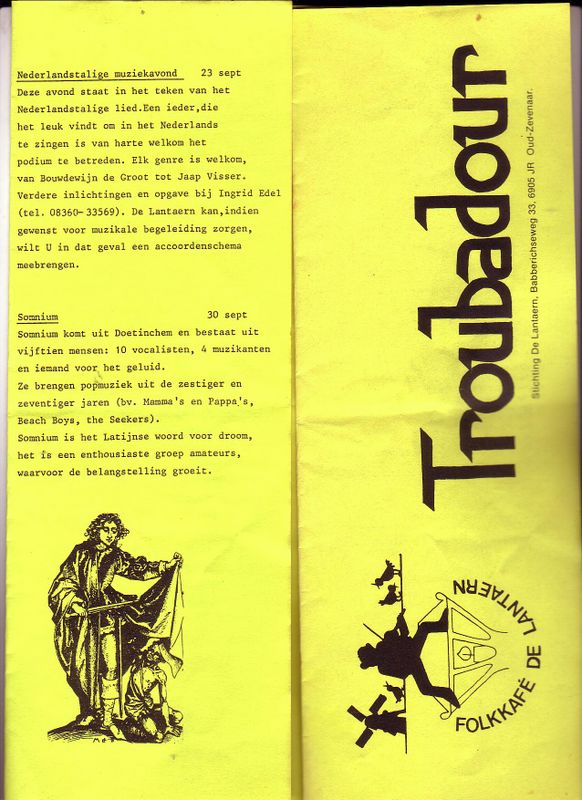 Nederlandstalige muziekavond 23 sept
Deze avond staat in het teken van het
Nederlandstalige lied.Een ieder,die
het leuk vindt om in het Nederlands
te zingen is van harte welkom het
podium te betreden. Elk genre is welkom,
van Bouwdewijn de Groot tot Jaap Visser.
Verdere inlichtingen en opgave bij Ingrid Edel
(tel. 08360-33569). De Lantaern kan,indien
gewenst voor muzikale begeleiding zorgen,
wilt U in dat geval een accoordenschema
meebrengen.
Somnium 30 sept
Somnium komt uit Doetinchem en bestaat uit
vijftien mensen: 10 vocalisten, 4 muzikanten
en iemand voor het geluid.
Ze brengen popmuziek uit de zestiger en
zeventiger jaren (bv. Mamma's en Pappa's,
Beach Boys, the Seekers).
Somnium is het Latijnse woord voor droom,
het is een enthousiaste groep amateurs,
waarvoor de belangstelling groeit.
Troubadour
Stichting De Lantaern, Babberichseweg 33, 6905 JR Oud-Zevenaar.
FOLKKAFÉ DE LANTAERN